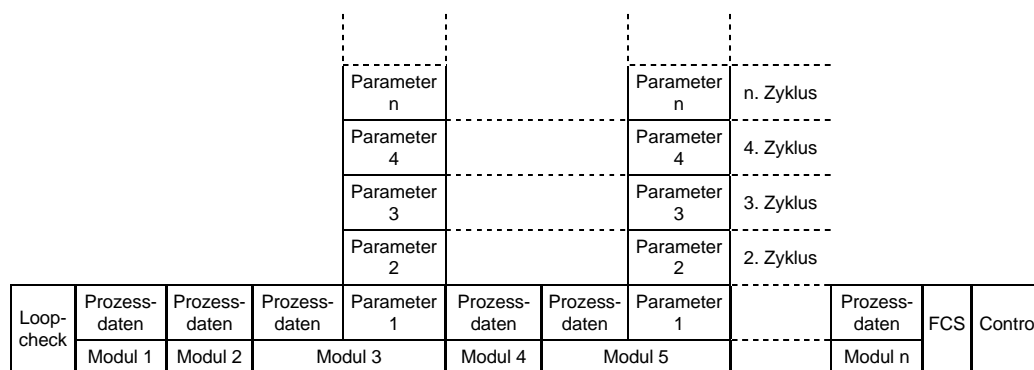 Parameter Parameter n. Zyklus
n n
Parameter Parameter 4. Zyklus
4 4
Parameter Parameter 3. Zyklus
3 3
Parameter Parameter 2. Zyklus
2 2
Loop- Prozess- Prozess- Prozess- Parameter Prozess- Prozess- Parameter Prozess- FCS Contro
check daten daten daten 1 daten daten 1 daten
Modul 1 Modul 2 Modul 3 Modul 4 Modul 5 Modul n